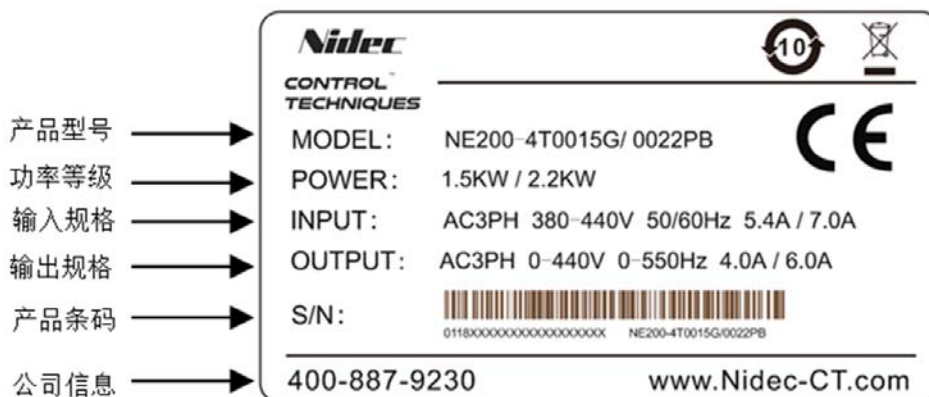 Nidec
CONTROL
TECHNIQUES
10
CE
产品型号
MODEL: NE200-4T0015G/ 0022PB
功率等级
POWER: 1.5KW / 2.2KW
输入规格
INPUT: AC3PH 380-440V 50/60Hz 5.4A / 7.0A
输出规格
OUTPUT: AC3PH 0-440V 0-550Hz 4.0A / 6.0A
产品条码
S/N:
0118XXXXXXXXXXXXXXXXXX NE200-4T0015G/0022PB
公司信息
400-887-9230 www.Nidec-CT.com